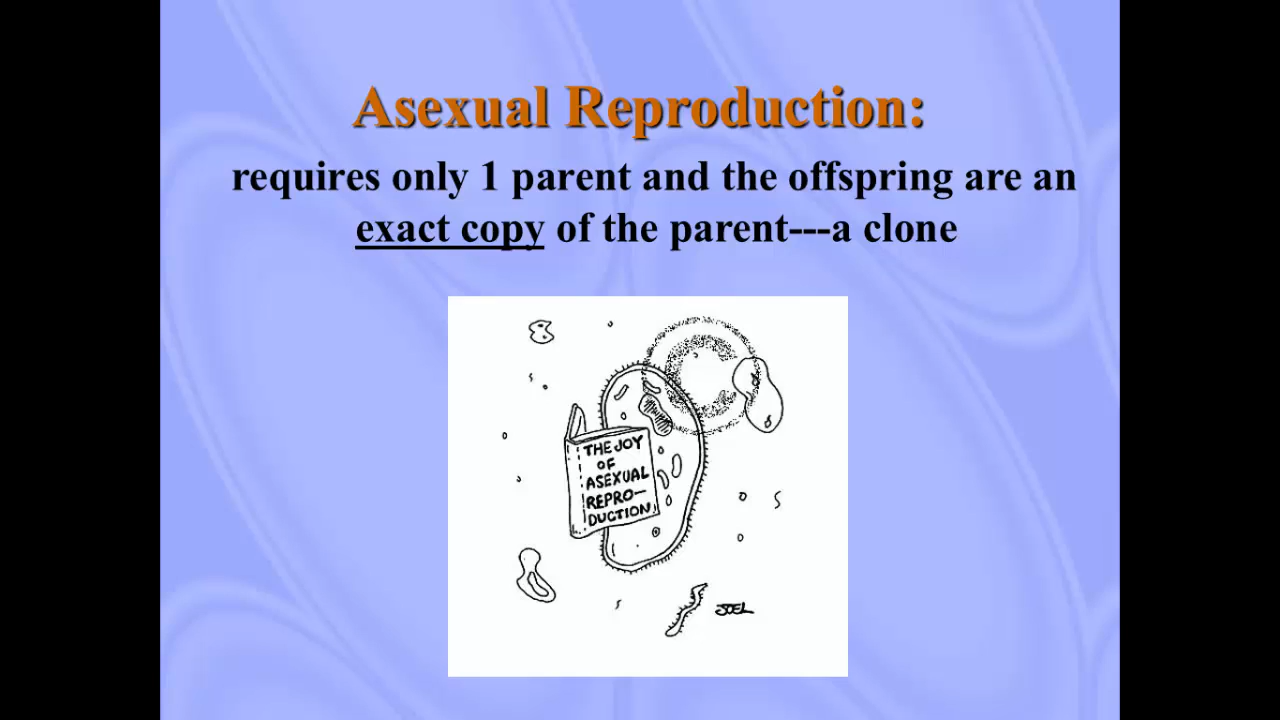 Asexual Reproduction:
requires only 1 parent and the offspring are an
exact copy of the parent---a clone
THE JOY
OF
ASEXUAL
REPRO-
DUCTION
JOEL